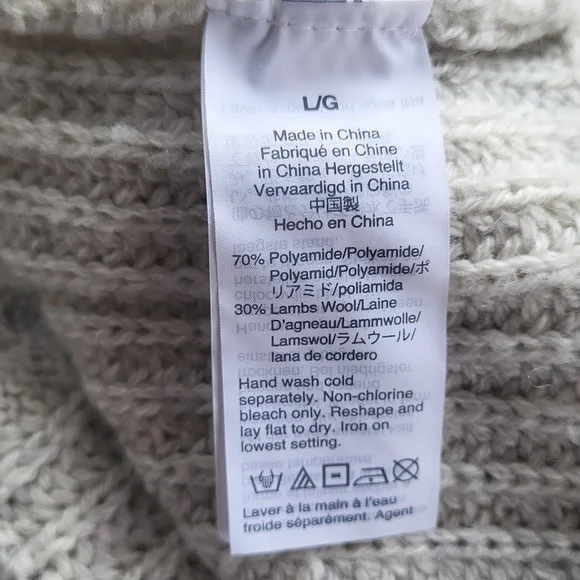 L/G
Made in China
Fabriqué en Chine
in China Hergestellt
Vervaardigd in China
中国製
Hecho en China
70% Polyamide/Polyamide/
Polyamid/Polyamide/ポ
リアミド/poliamida
30% Lambs Wool/Laine
D'agneau/Lammwolle/
Lamswol/ラムウール/
lana de cordero
Hand wash cold
separately. Non-chlorine
bleach only. Reshape and
lay flat to dry. Iron on
lowest setting.
Laver à la main à l'eau
froide séparément. Agent